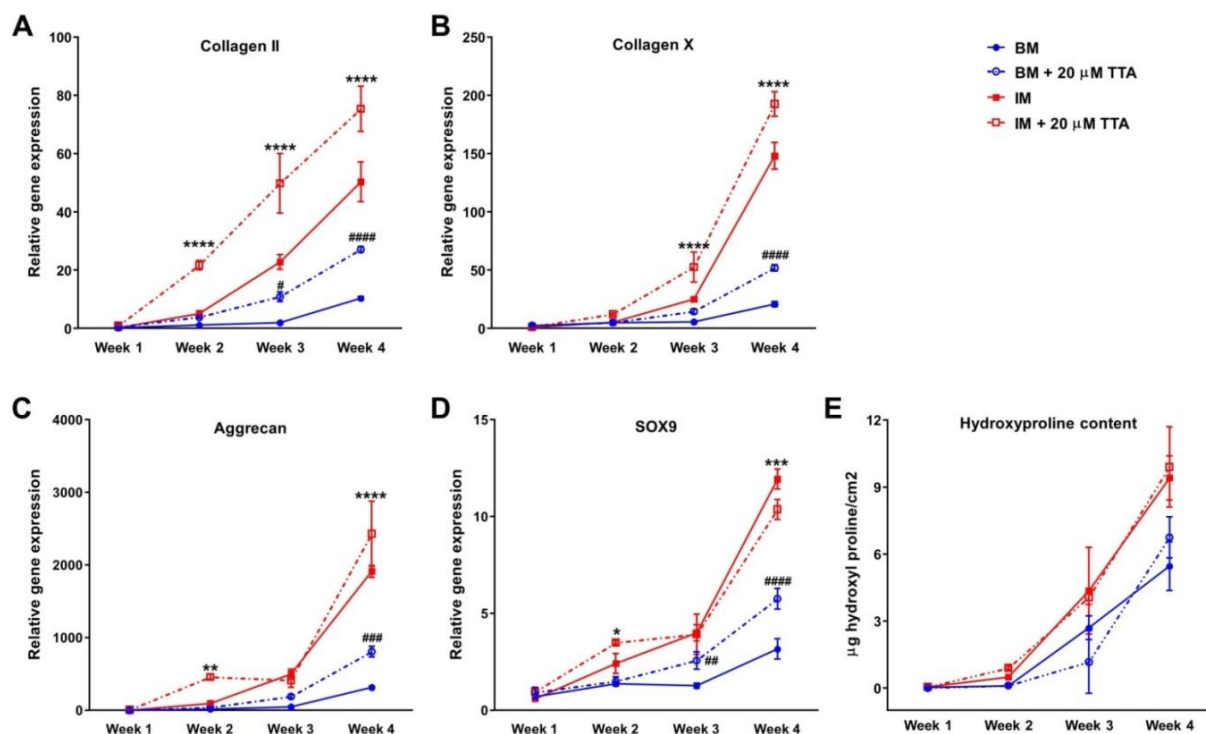 A
Collagen II
Relative gene expression
100
80
60
40
20
0
****
****
****
#
####
Week 1 Week 2 Week 3 Week 4
B
Collagen X
Relative gene expression
250
200
150
100
50
0
****
****
####
Week 1 Week 2 Week 3 Week 4
BM
BM + 20 μM TTA
IM
IM + 20 μM TTA
C
Aggrecan
Relative gene expression
4000
3000
2000
1000
0
**
****
###
Week 1 Week 2 Week 3 Week 4
D
SOX9
Relative gene expression
15
10
5
0
*
##
***
####
Week 1 Week 2 Week 3 Week 4
E
Hydroxyproline content
μg hydroxyl proline/cm2
12
9
6
3
0
Week 1 Week 2 Week 3 Week 4